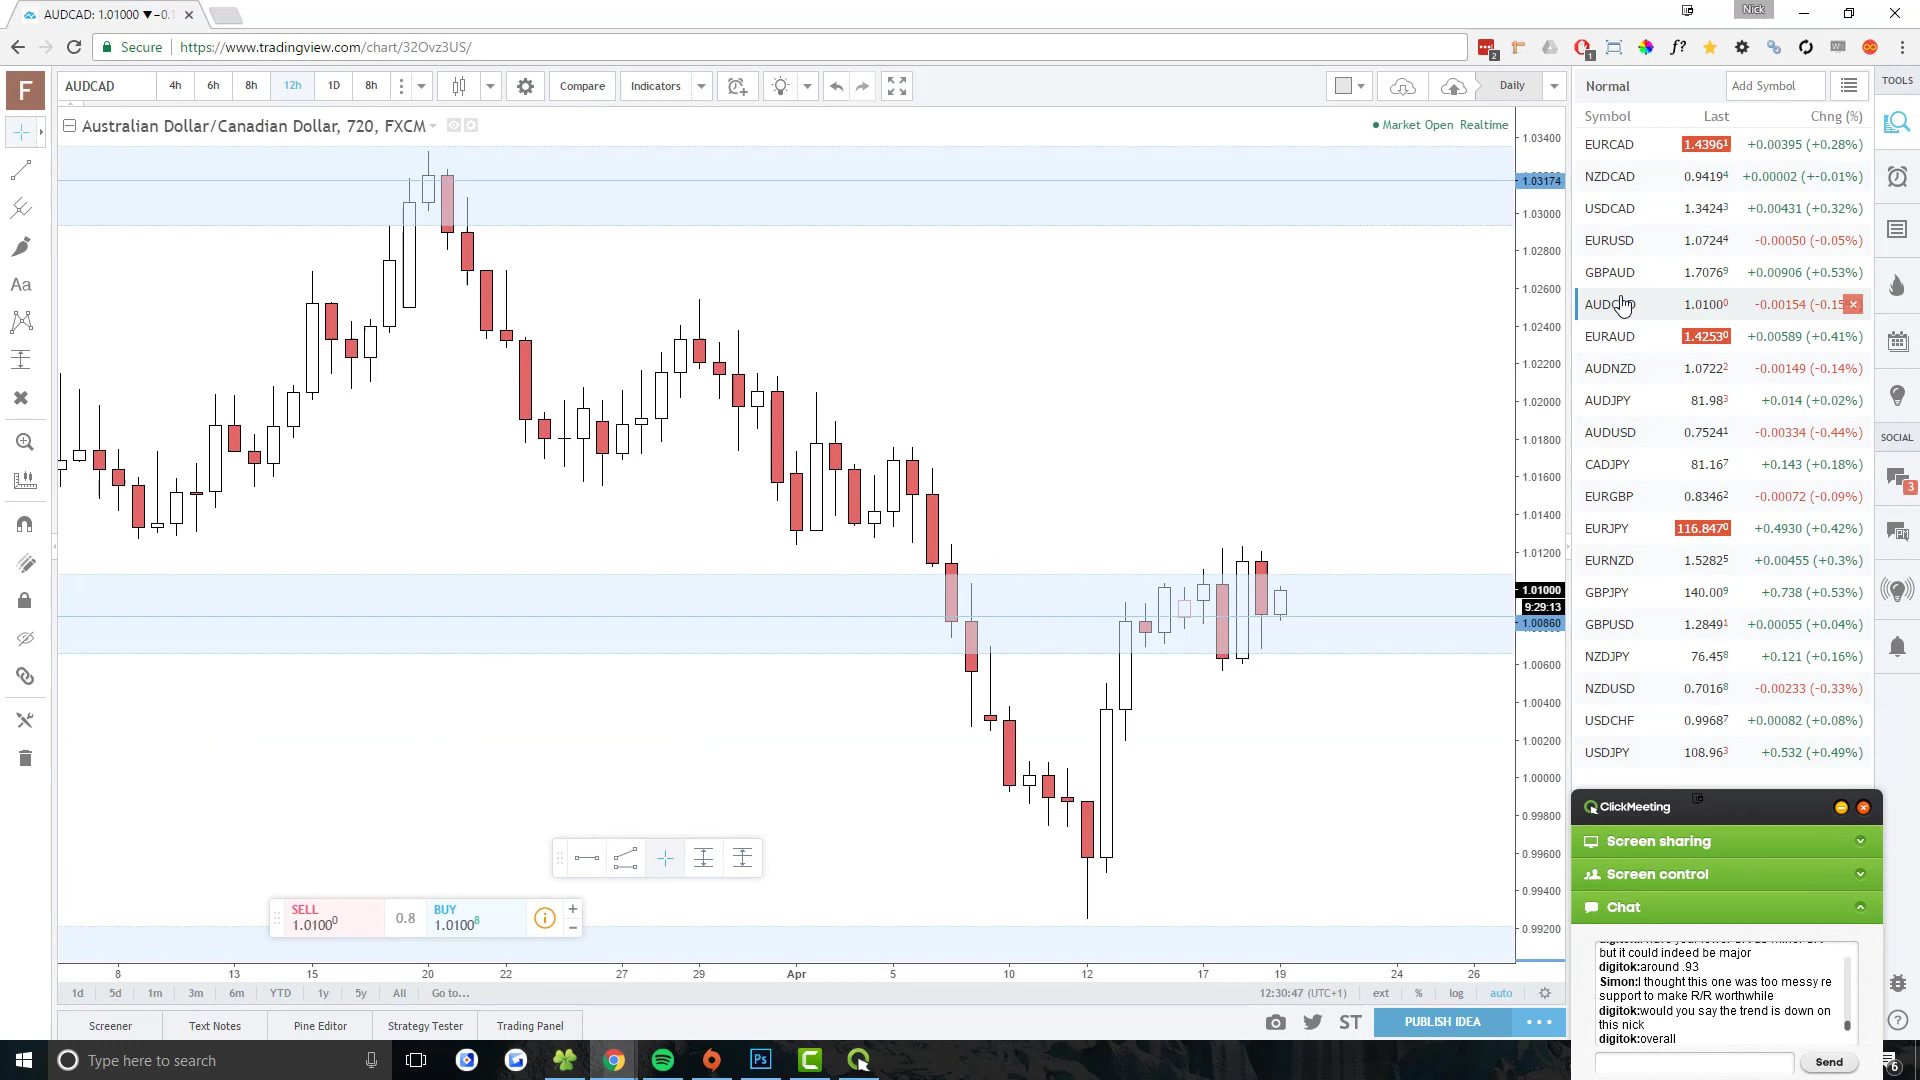 AUDCAD: 1.01000 ▼−0.1
Nick
Secure
https://www.tradingview.com/chart/32Ovz3US/
F
AUDCAD
4h
6h
8h
12h
1D
8h
Compare
Indicators
Daily
Normal
Add Symbol
TOOLS
Australian Dollar/Canadian Dollar, 720, FXCM
Market Open Realtime
Symbol Last Chng (%)
EURCAD 1.43961 +0.00395 (+0.28%)
NZDCAD 0.94194 +0.00002 (+-0.01%)
USDCAD 1.34243 +0.00431 (+0.32%)
EURUSD 1.07244 -0.00050 (-0.05%)
GBPAUD 1.70769 +0.00906 (+0.53%)
1.01000 -0.00154
EURAUD 1.42530 +0.00589 (+0.41%)
AUDNZD 1.07222 -0.00149 (-0.14%)
AUDJPY 81.983 +0.014 (+0.02%)
AUDUSD 0.75241 -0.00334 (-0.44%)
CADJPY 81.167 +0.143 (+0.18%)
EURGBP 0.83462 -0.00072 (-0.09%)
EURJPY 116.8470 +0.4930 (+0.42%)
EURNZD 1.52825 +0.00455 (+0.3%)
GBPJPY 140.009 +0.738 (+0.53%)
GBPUSD 1.28491 +0.00055 (+0.04%)
NZDJPY 76.458 +0.121 (+0.16%)
NZDUSD 0.70168 -0.00233 (-0.33%)
USDCHF 0.99687 +0.00082 (+0.08%)
USDJPY 108.963 +0.532 (+0.49%)
SOCIAL
3
1.03400
1.03174
1.03000
1.02800
1.02600
1.02400
1.02200
1.02000
1.01800
1.01600
1.01400
1.01200
1.01000
9:29:13
1.00860
1.00600
1.00400
1.00200
1.00000
0.99800
0.99600
0.99400
0.99200
SELL
1.01000
0.8
BUY
1.01008
8 13 15 20 22 27 29 Apr 5 10 12 17 19 24 26
1d 5d 1m 3m 6m YTD 1y 5y All Go to...
12:30:47 (UTC+1) ext % log auto
Screener
Text Notes
Pine Editor
Strategy Tester
Trading Panel
ST
PUBLISH IDEA
ClickMeeting
Screen sharing
Screen control
Chat
but it could indeed be major
digitok:around .93
Simon:I thought this one was too messy re
support to make R/R worthwhile
digitok:would you say the trend is down on
this nick
digitok:overall
Send
Type here to search
Ps
6